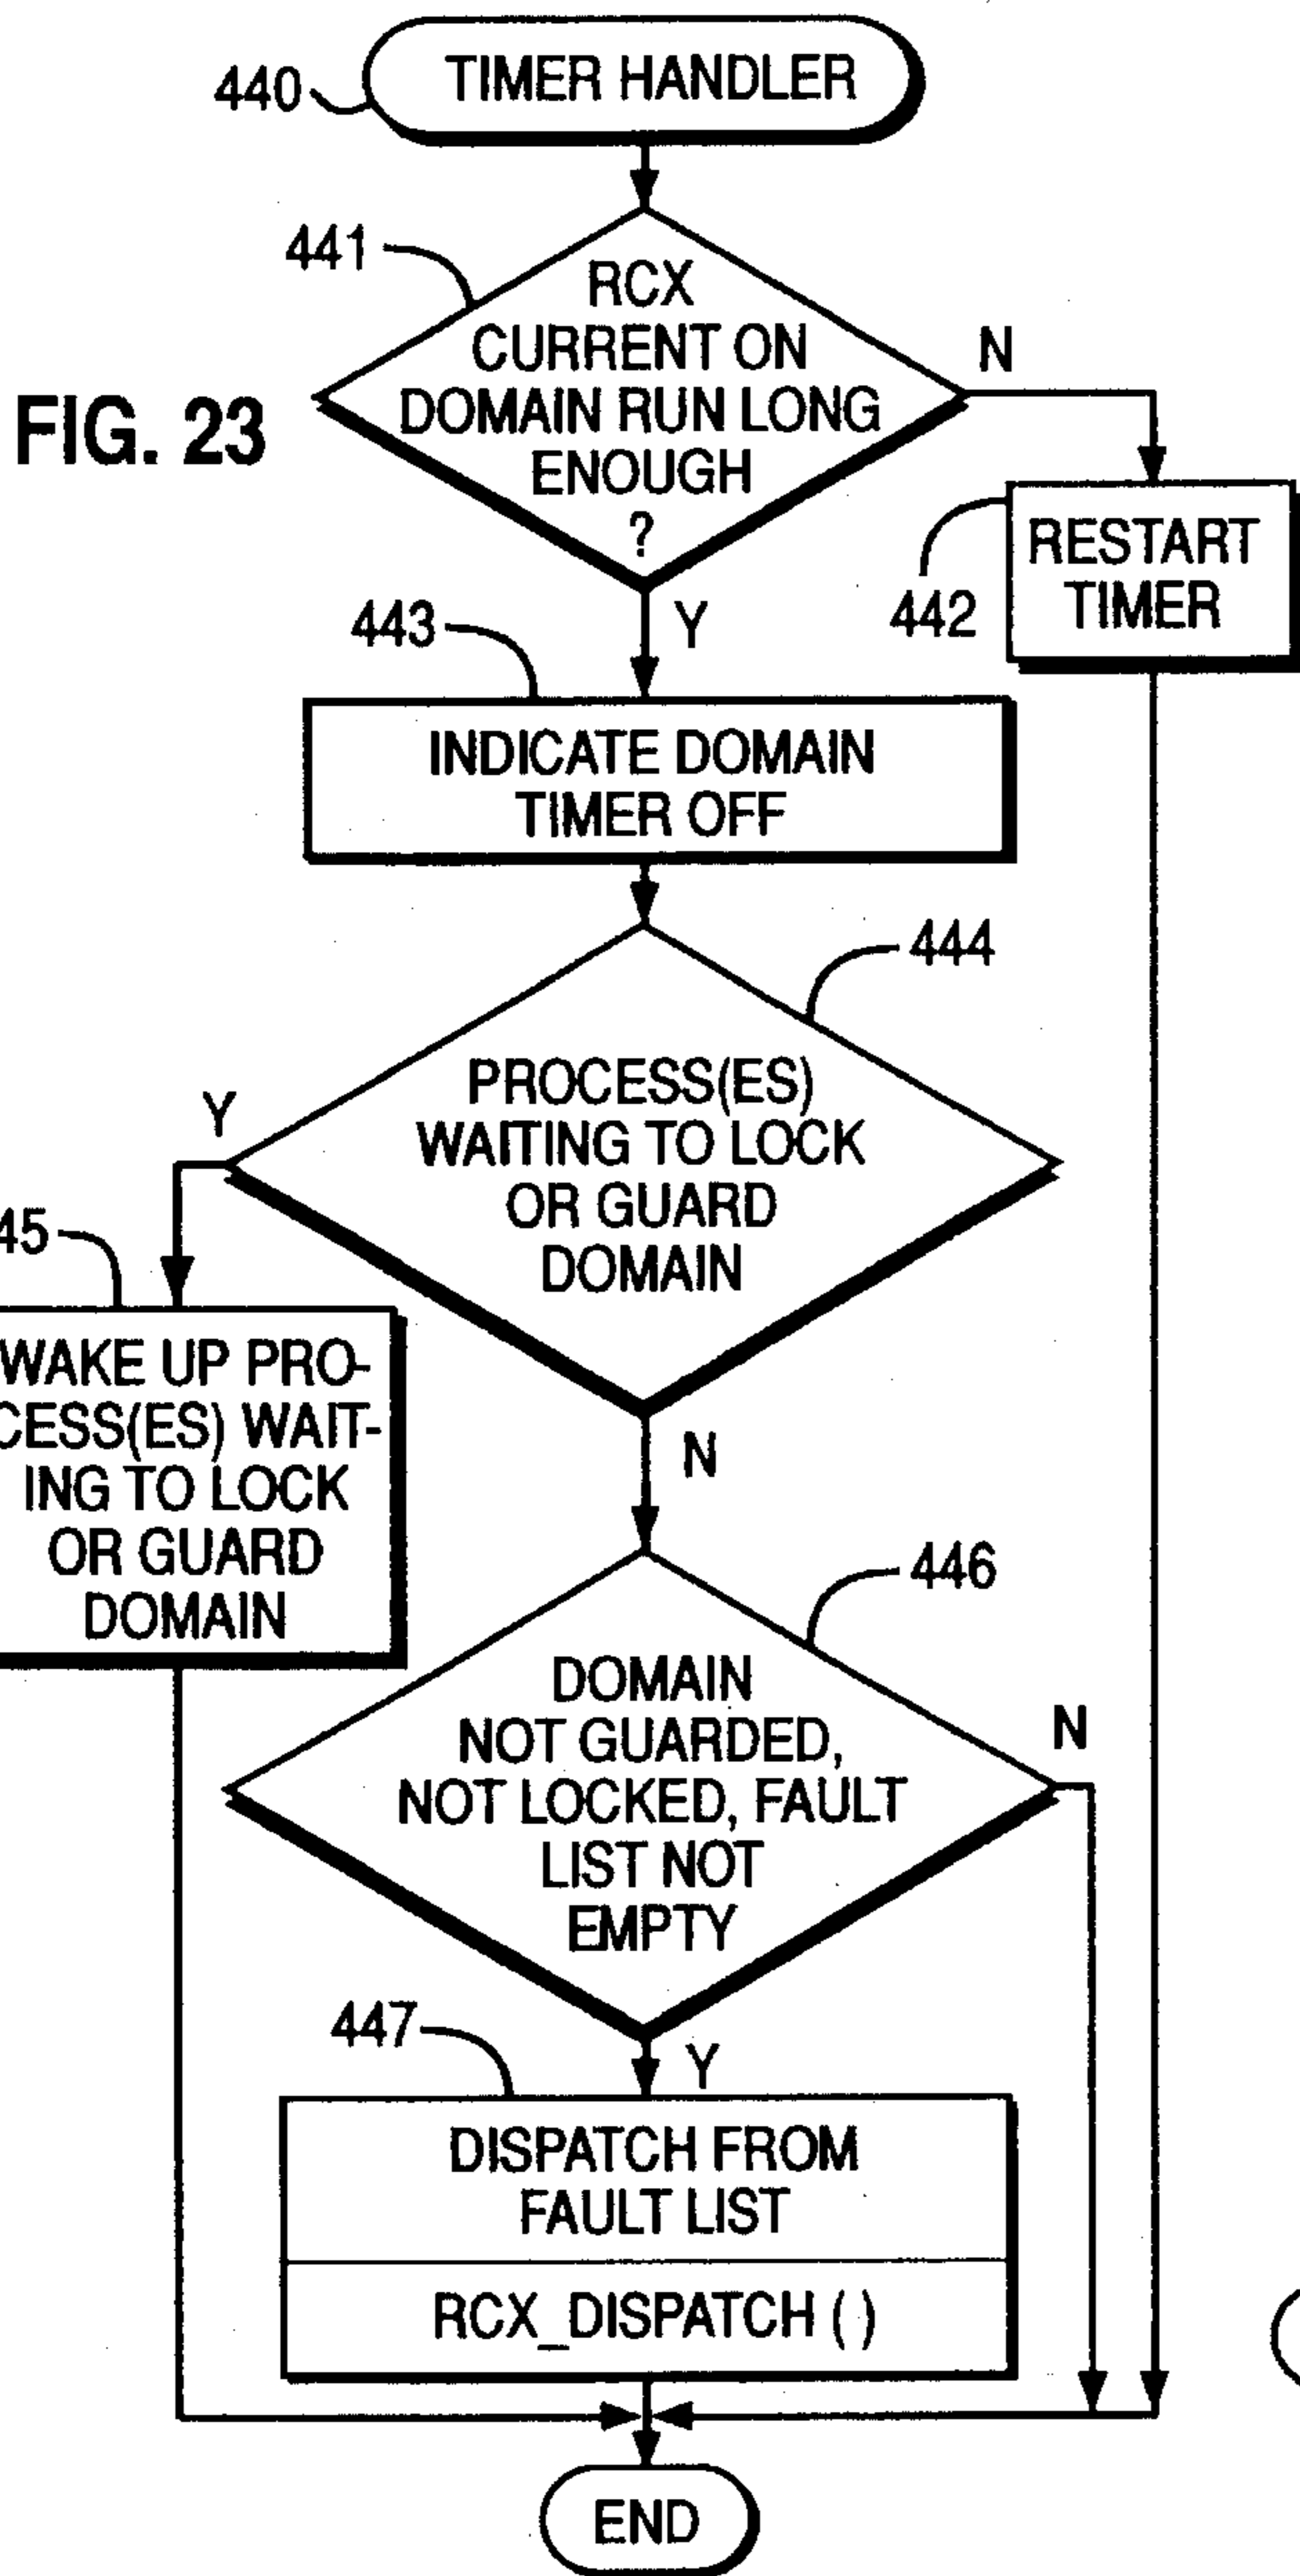 440
TIMER HANDLER
441
RCX
CURRENT ON
DOMAIN RUN LONG
ENOUGH
?
N
FIG. 23
442
RESTART
TIMER
Y
443
INDICATE DOMAIN
TIMER OFF
444
PROCESS(ES)
WAITING TO LOCK
OR GUARD
DOMAIN
Y
45
WAKE UP PRO-
CESS(ES) WAIT-
ING TO LOCK
OR GUARD
DOMAIN
N
446
DOMAIN
NOT GUARDED,
NOT LOCKED, FAULT
LIST NOT
EMPTY
N
447
Y
DISPATCH FROM
FAULT LIST
RCX_DISPATCH ( )
END